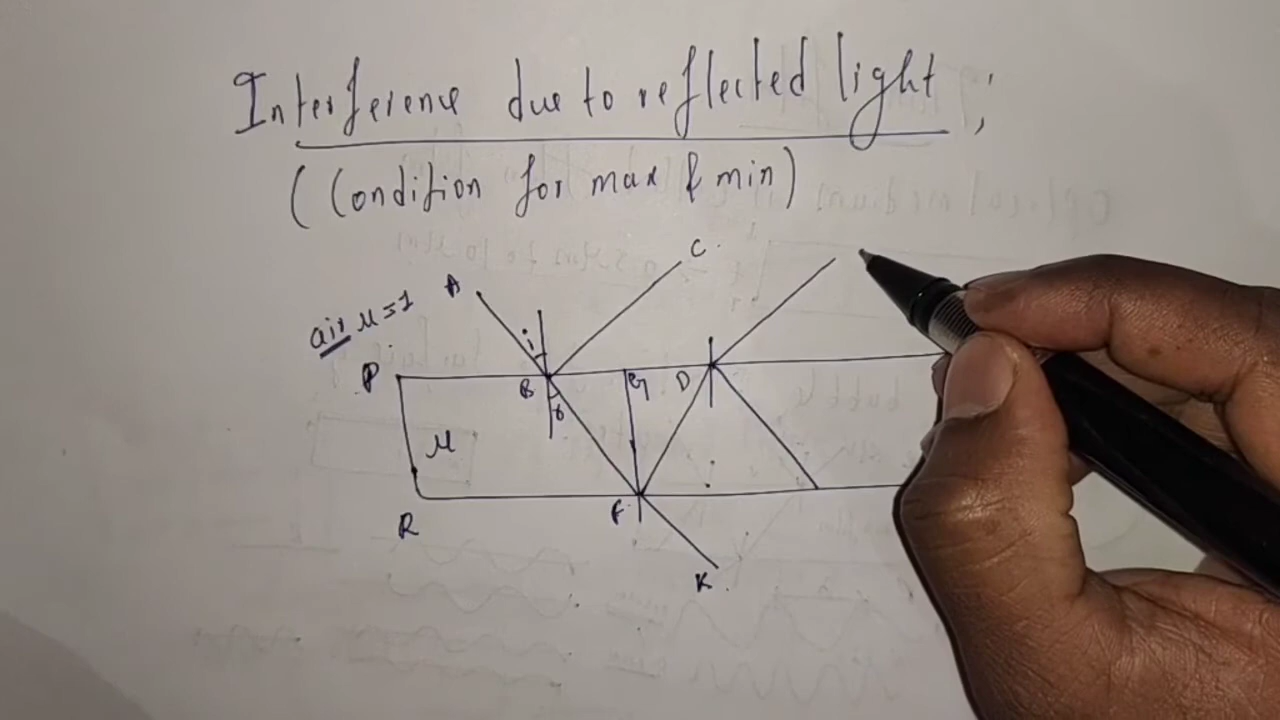 Interference due to reflected light ;
(Condition for max & min)
C.
A
air μ=1
i
P
B
G
D
r
μ
F
R
K.